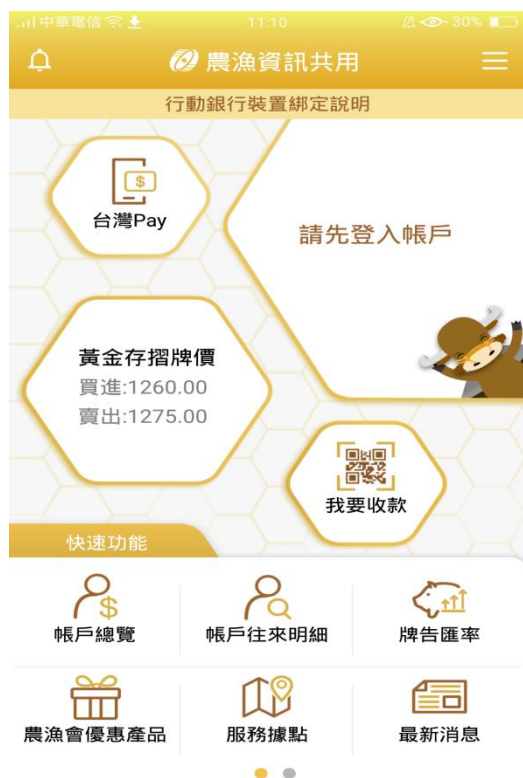 中華電信 11:10 30%
農漁資訊共用
行動銀行裝置綁定說明
台灣Pay
請先登入帳戶
黃金存摺牌價
買進:1260.00
賣出:1275.00
我要收款
快速功能
帳戶總覽 帳戶往來明細 牌告匯率
農漁會優惠產品 服務據點 最新消息